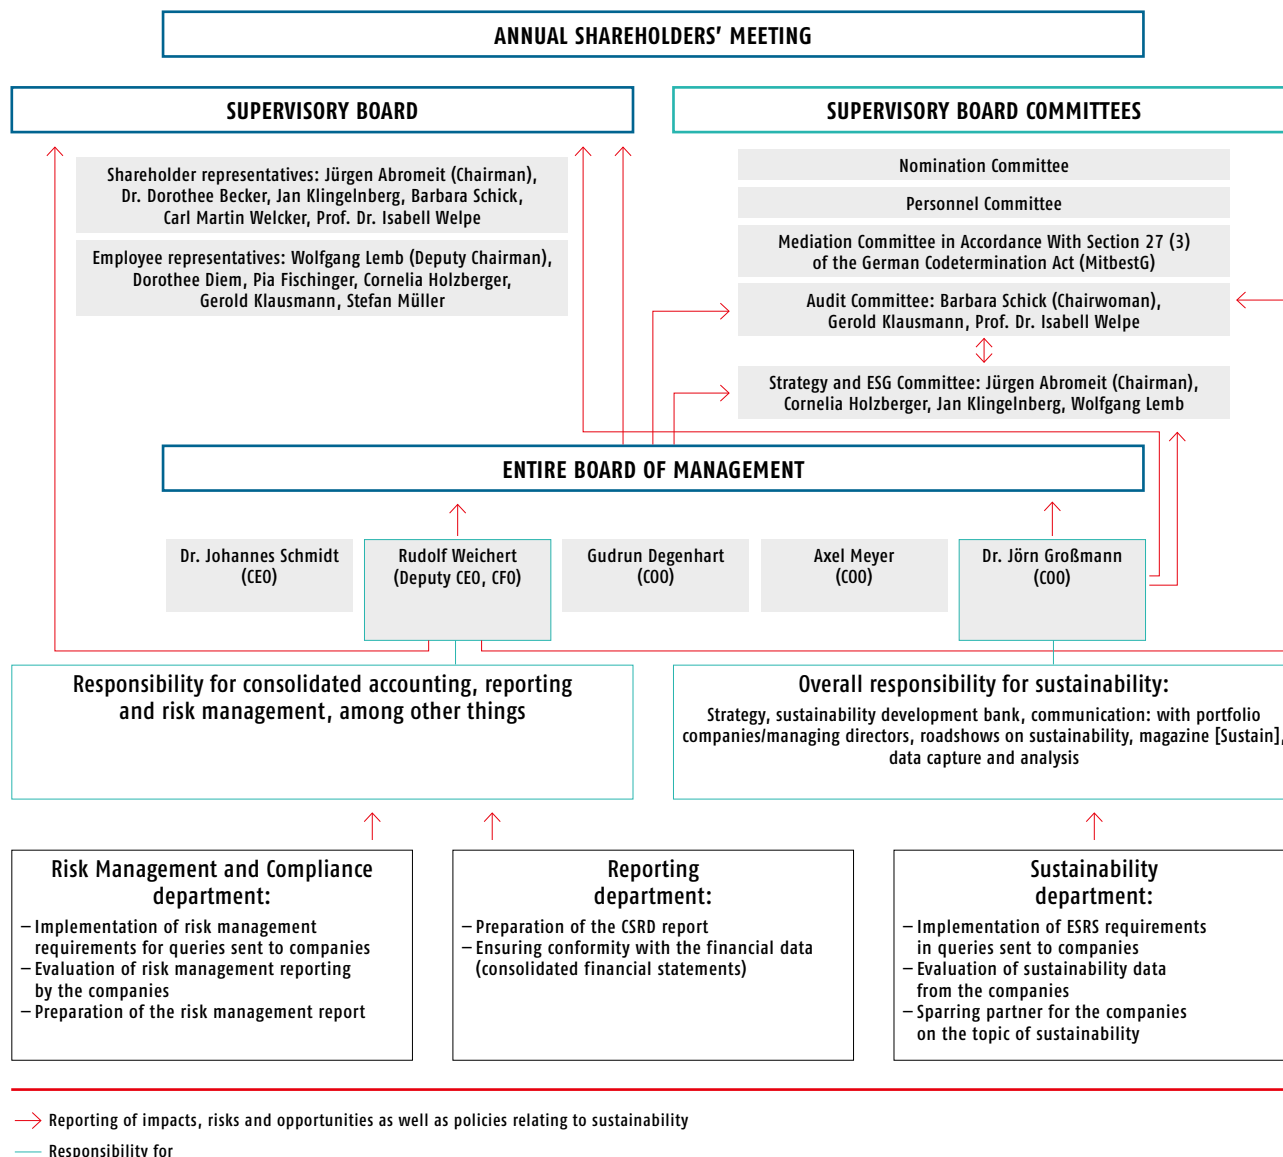 ANNUAL SHAREHOLDERS' MEETING
SUPERVISORY BOARD
Shareholder representatives: Jürgen Abromeit (Chairman),
Dr. Dorothee Becker, Jan Klingelnberg, Barbara Schick,
Carl Martin Welcker, Prof. Dr. Isabell Welpe
Employee representatives: Wolfgang Lemb (Deputy Chairman),
Dorothee Diem, Pia Fischinger, Cornelia Holzberger,
Gerold Klausmann, Stefan Müller
SUPERVISORY BOARD COMMITTEES
Nomination Committee
Personnel Committee
Mediation Committee in Accordance With Section 27 (3)
of the German Codetermination Act (MitbestG)
Audit Committee: Barbara Schick (Chairwoman),
Gerold Klausmann, Prof. Dr. Isabell Welpe
Strategy and ESG Committee: Jürgen Abromeit (Chairman),
Cornelia Holzberger, Jan Klingelnberg, Wolfgang Lemb
ENTIRE BOARD OF MANAGEMENT
Dr. Johannes Schmidt
(CEO)
Rudolf Weichert
(Deputy CEO, CFO)
Gudrun Degenhart
(COO)
Axel Meyer
(COO)
Dr. Jörn Großmann
(COO)
Responsibility for consolidated accounting, reporting
and risk management, among other things
Overall responsibility for sustainability:
Strategy, sustainability development bank, communication: with portfolio
companies/managing directors, roadshows on sustainability, magazine [Sustain],
data capture and analysis
Risk Management and Compliance
department:
– Implementation of risk management
requirements for queries sent to companies
– Evaluation of risk management reporting
by the companies
– Preparation of the risk management report
Reporting
department:
– Preparation of the CSRD report
– Ensuring conformity with the financial data
(consolidated financial statements)
Sustainability
department:
– Implementation of ESRS requirements
in queries sent to companies
– Evaluation of sustainability data
from the companies
– Sparring partner for the companies
on the topic of sustainability
Reporting of impacts, risks and opportunities as well as policies relating to sustainability
Responsibility for